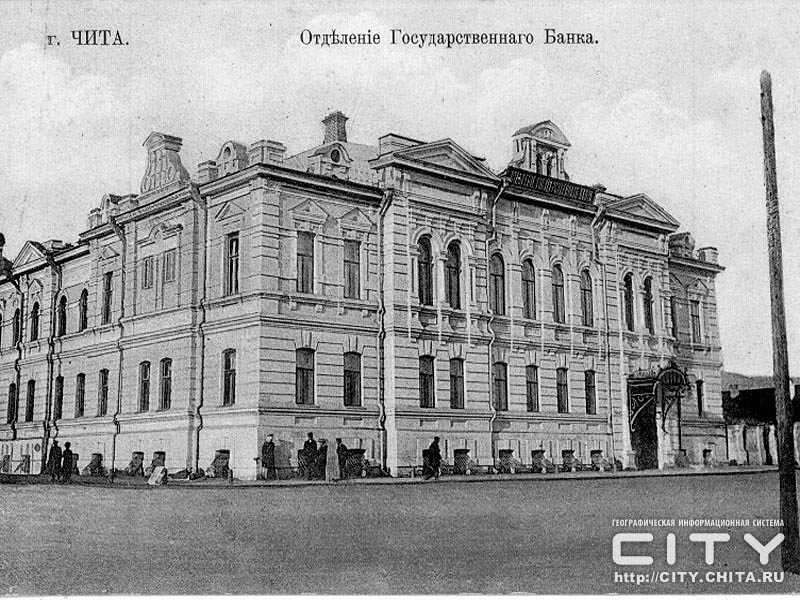 г. ЧИТА.
Отдѣленіе Государственнаго Банка.
ГЕОГРАФИЧЕСКАЯ ИНФОРМАЦИОННАЯ СИСТЕМА
CITY
http://CITY.CHITA.RU